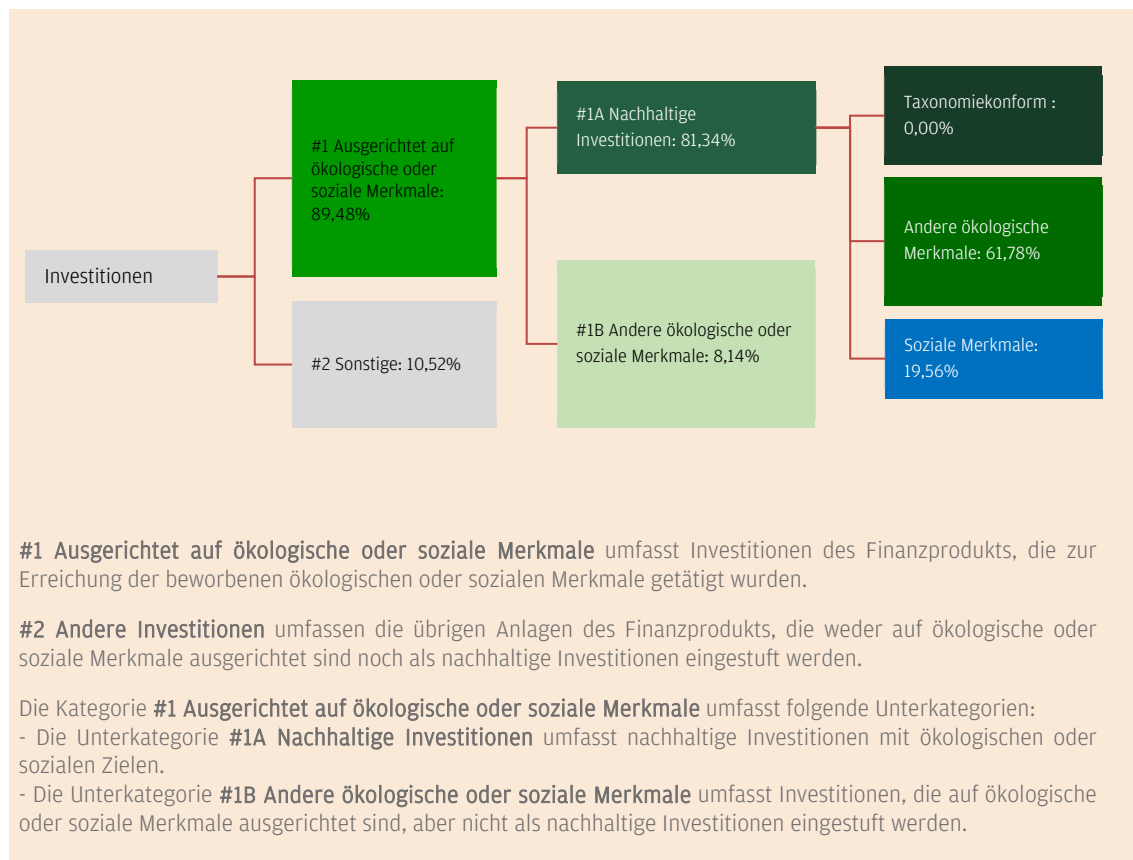 Investitionen
#1 Ausgerichtet auf
ökologische oder
soziale Merkmale:
89,48%
#2 Sonstige: 10,52%
#1A Nachhaltige
Investitionen: 81,34%
#1B Andere ökologische oder
soziale Merkmale: 8,14%
Taxonomiekonform :
0,00%
Andere ökologische
Merkmale: 61,78%
Soziale Merkmale:
19,56%
#1 Ausgerichtet auf ökologische oder soziale Merkmale umfasst Investitionen des Finanzprodukts, die zur
Erreichung der beworbenen ökologischen oder sozialen Merkmale getätigt wurden.
#2 Andere Investitionen umfassen die übrigen Anlagen des Finanzprodukts, die weder auf ökologische oder
soziale Merkmale ausgerichtet sind noch als nachhaltige Investitionen eingestuft werden.
Die Kategorie #1 Ausgerichtet auf ökologische oder soziale Merkmale umfasst folgende Unterkategorien:
- Die Unterkategorie #1A Nachhaltige Investitionen umfasst nachhaltige Investitionen mit ökologischen oder
sozialen Zielen.
- Die Unterkategorie #1B Andere ökologische oder soziale Merkmale umfasst Investitionen, die auf ökologische
oder soziale Merkmale ausgerichtet sind, aber nicht als nachhaltige Investitionen eingestuft werden.